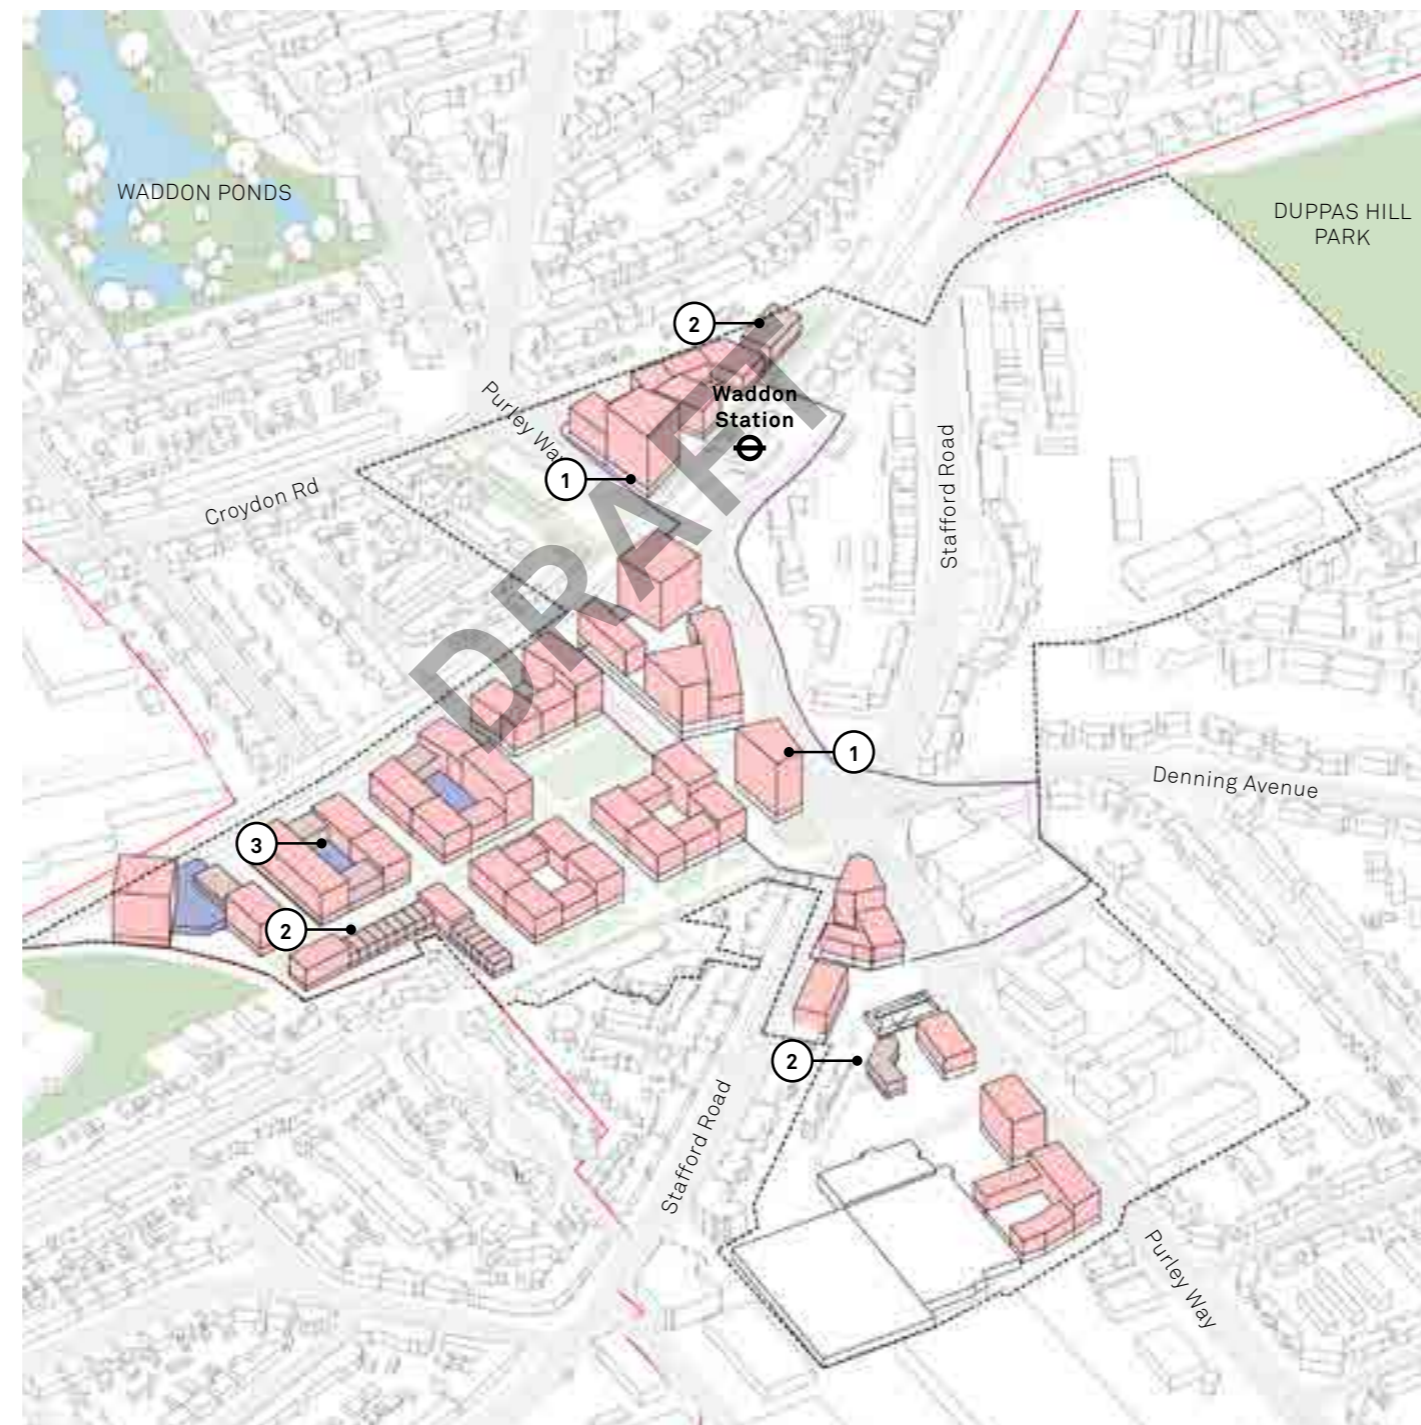 WADDON PONDS
DUPPAS HILL
PARK
2
Purley Way
Waddon
Station
1
Croydon Rd
Stafford Road
DRAFT
1
Denning Avenue
3
2
2
Stafford Road
Purley Way